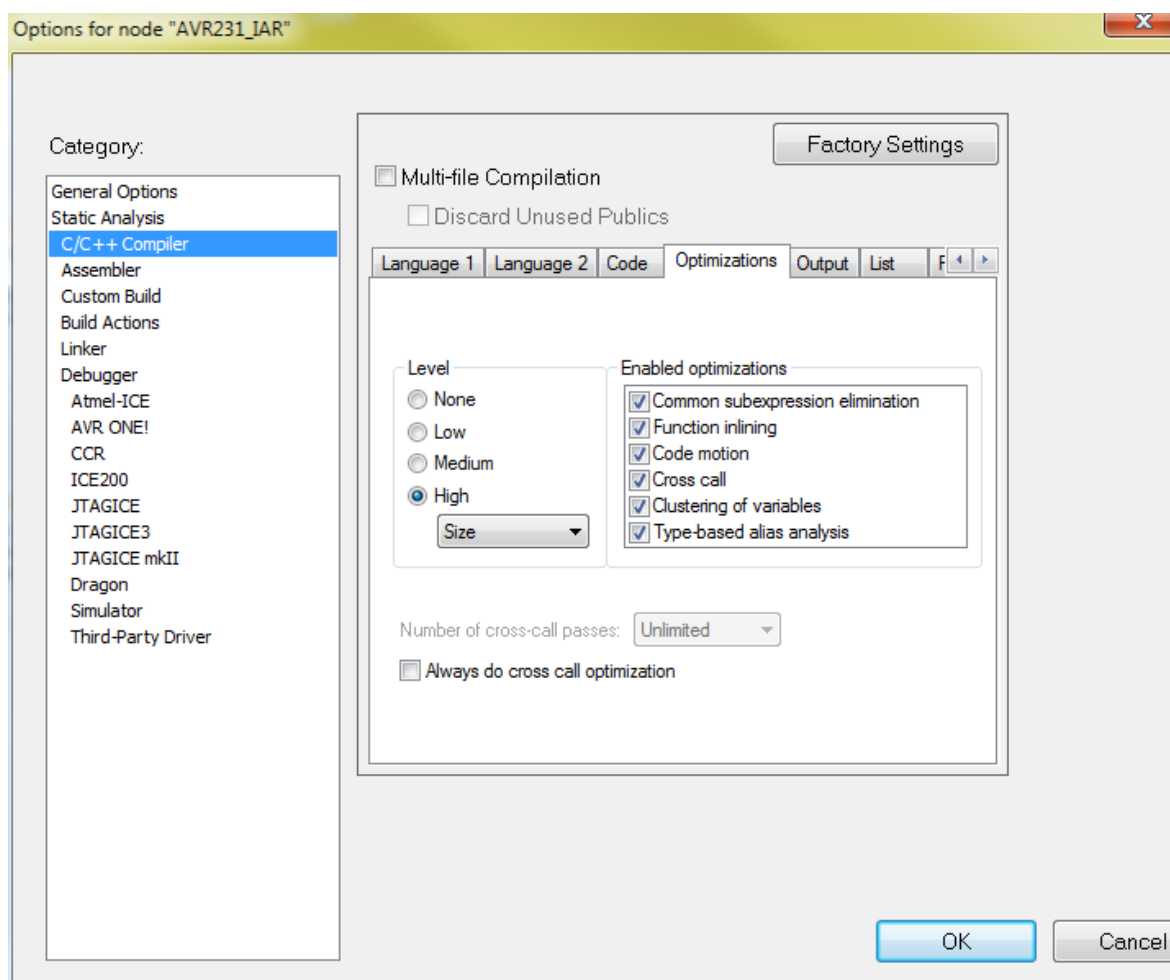 Options for node "AVR231_IAR"
X
Category:
General Options
Static Analysis
C/C++ Compiler
Assembler
Custom Build
Build Actions
Linker
Debugger
Atmel-ICE
AVR ONE!
CCR
ICE200
JTAGICE
JTAGICE3
JTAGICE mkII
Dragon
Simulator
Third-Party Driver
Factory Settings
Multi-file Compilation
Discard Unused Publics
Language 1 Language 2 Code Optimizations Output List
Level
None
Low
Medium
High
Size
Enabled optimizations
Common subexpression elimination
Function inlining
Code motion
Cross call
Clustering of variables
Type-based alias analysis
Number of cross-call passes: Unlimited
Always do cross call optimization
OK Cancel